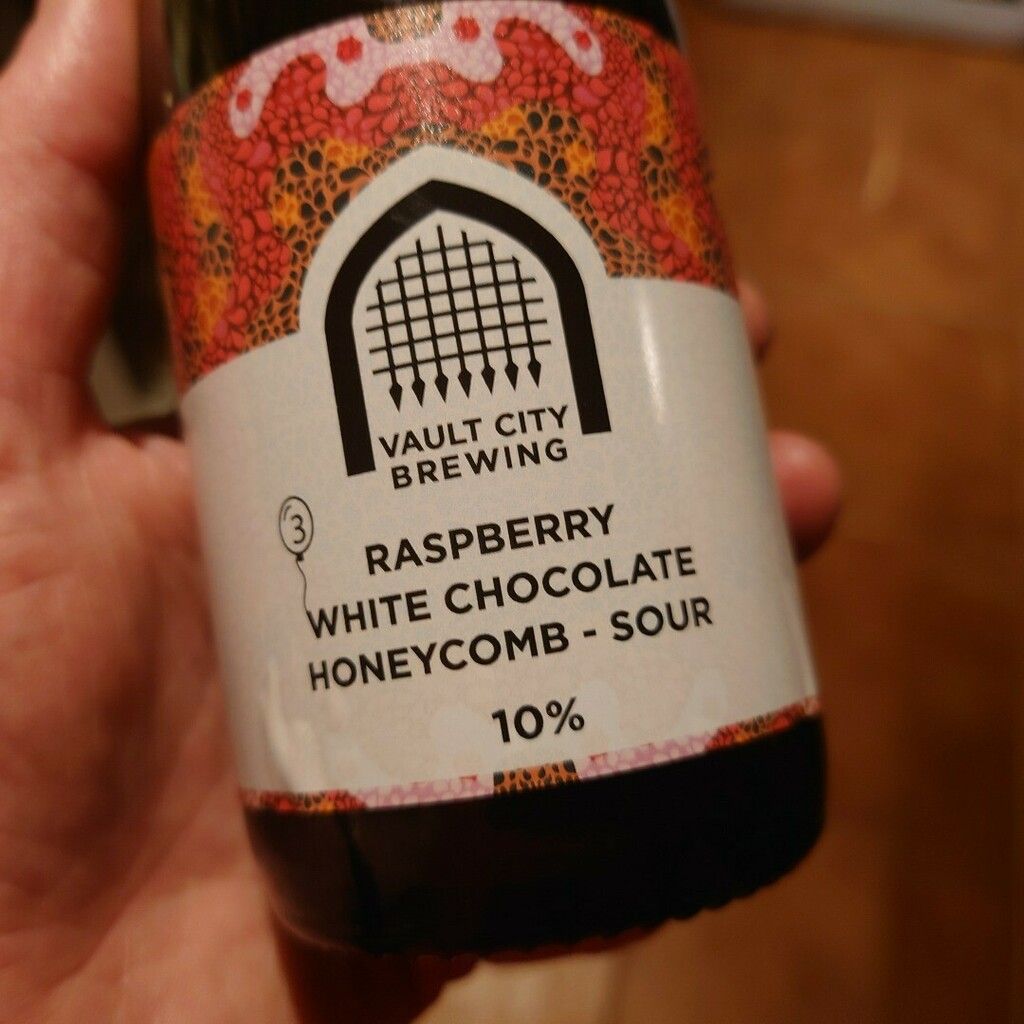 VAULT CITY
BREWING
3
RASPBERRY
WHITE CHOCOLATE
HONEYCOMB - SOUR
10%